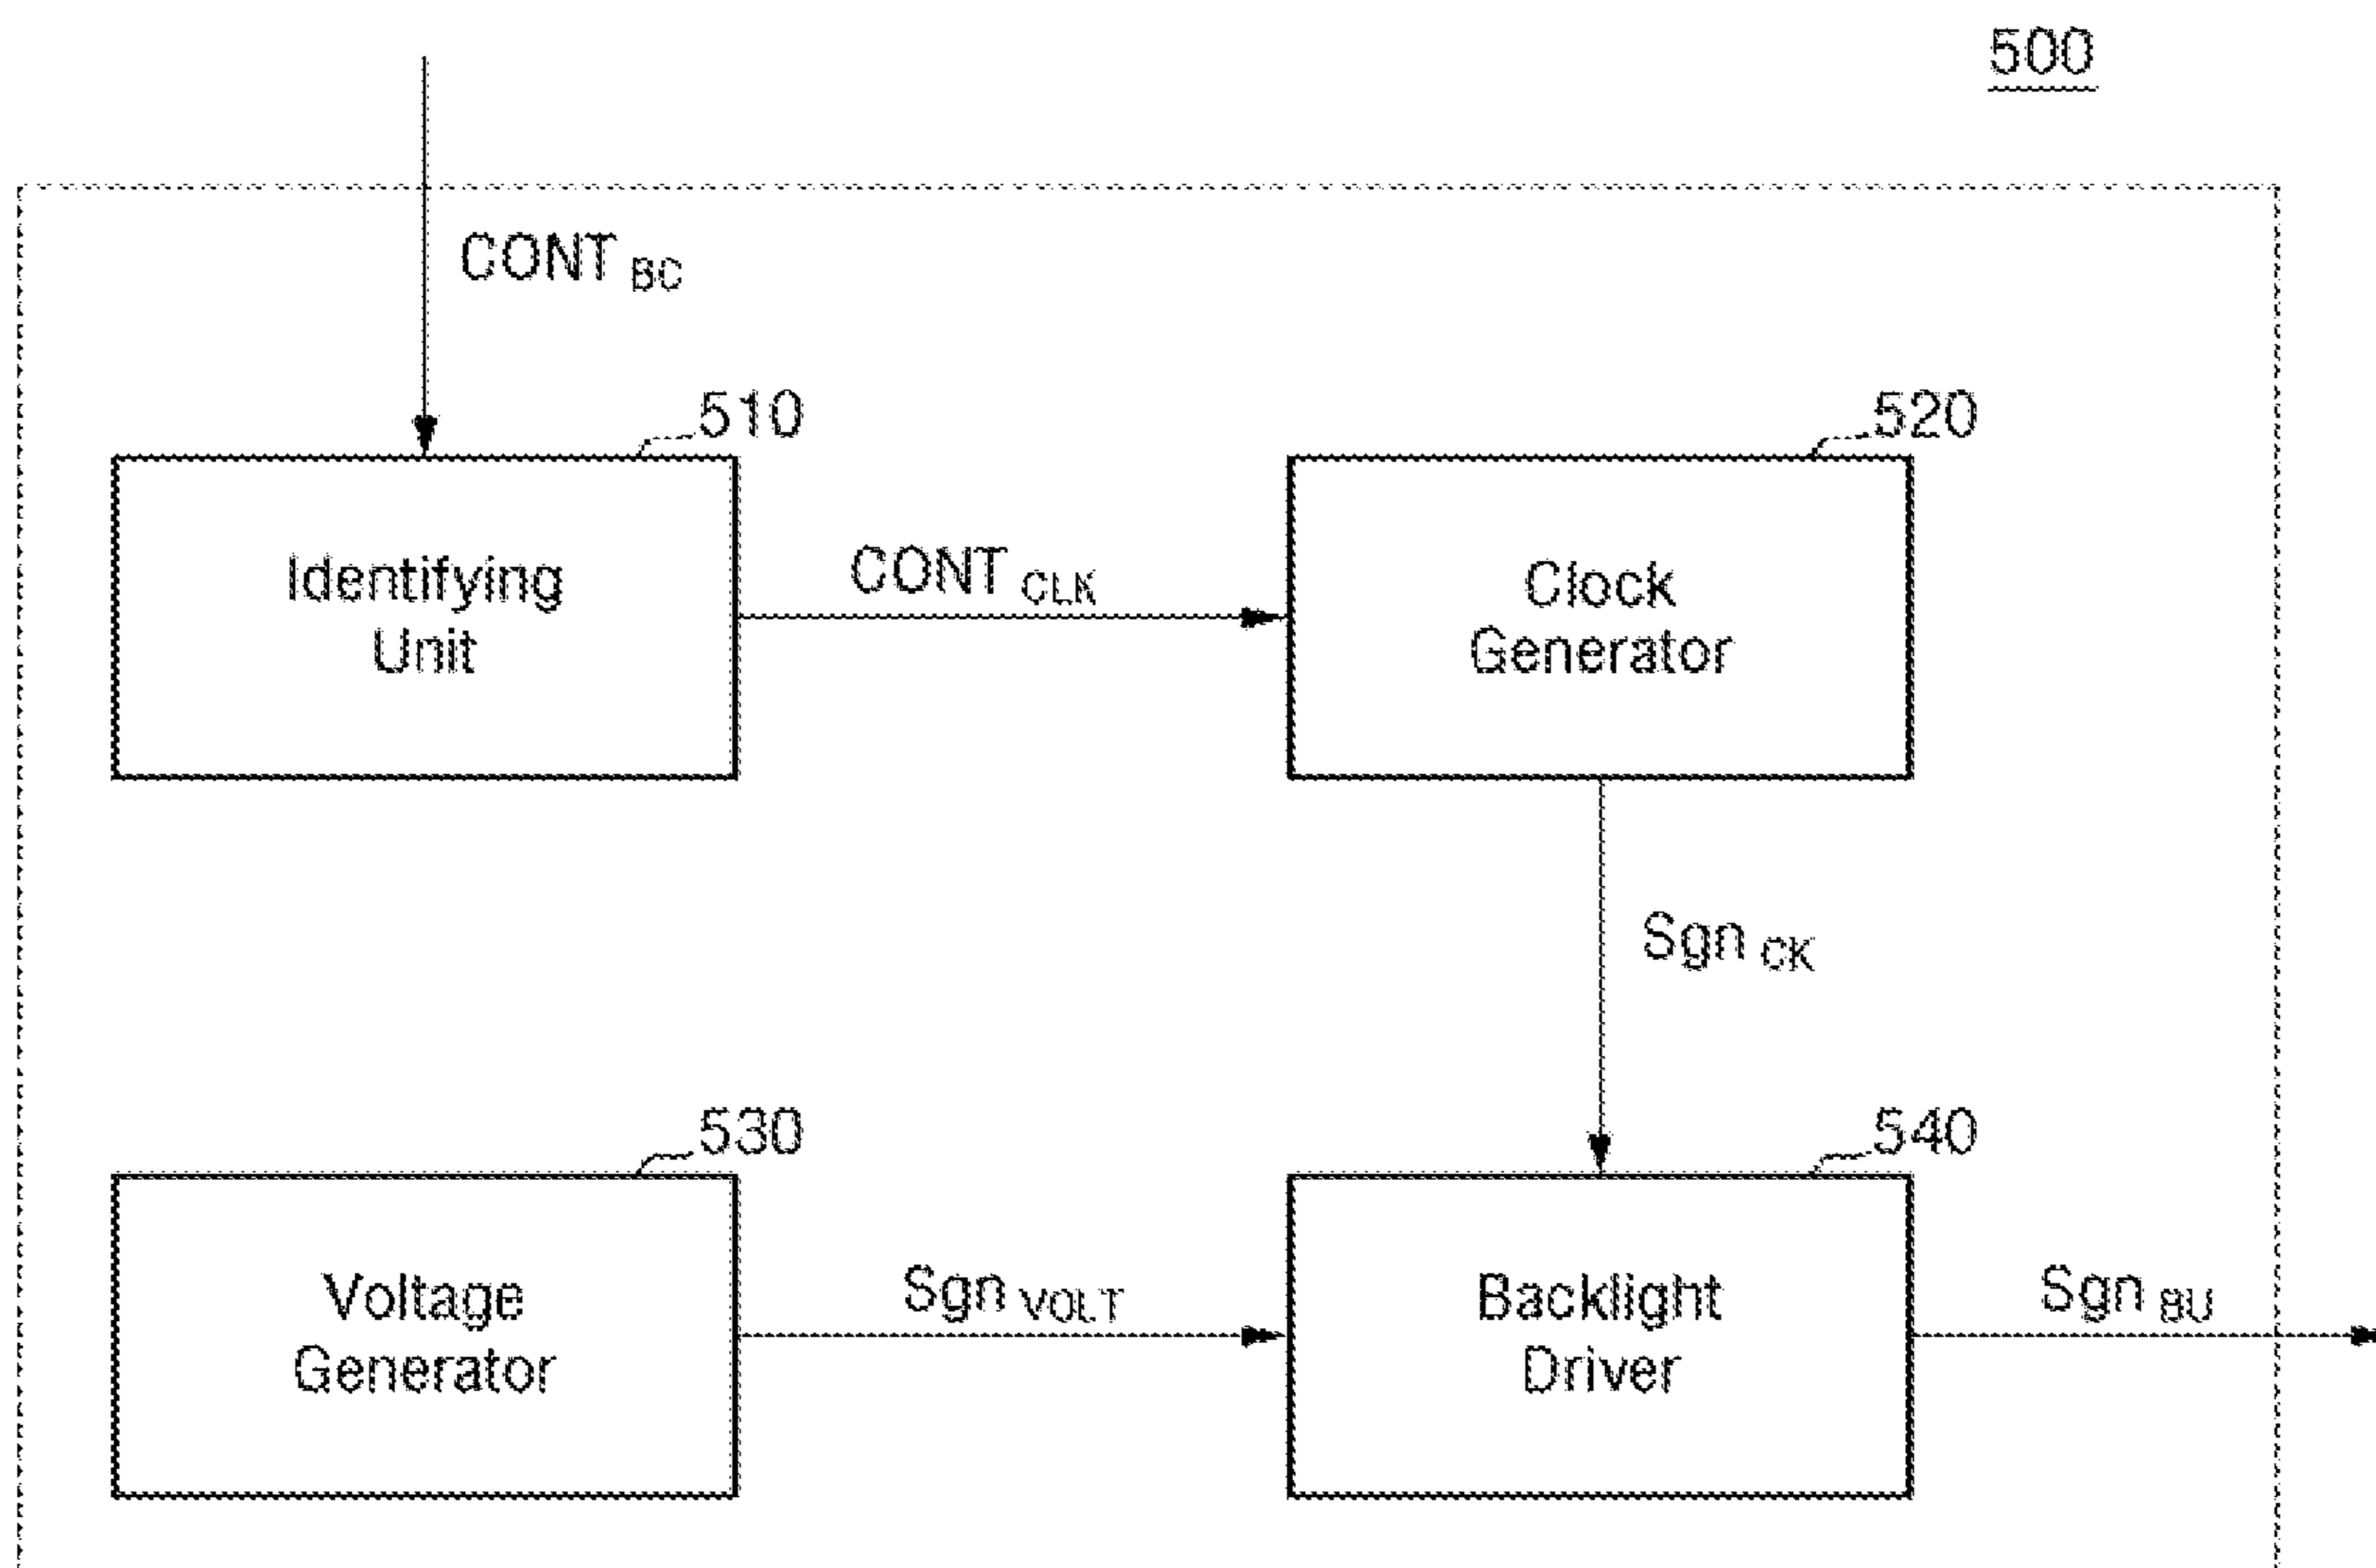 500
CONT BC
510
520
Identifying
Unit
CONT CLK
Clock
Generator
Sgn CK
530
540
Voltage
Generator
Sgn VOLT
Backlight
Driver
Sgn BU